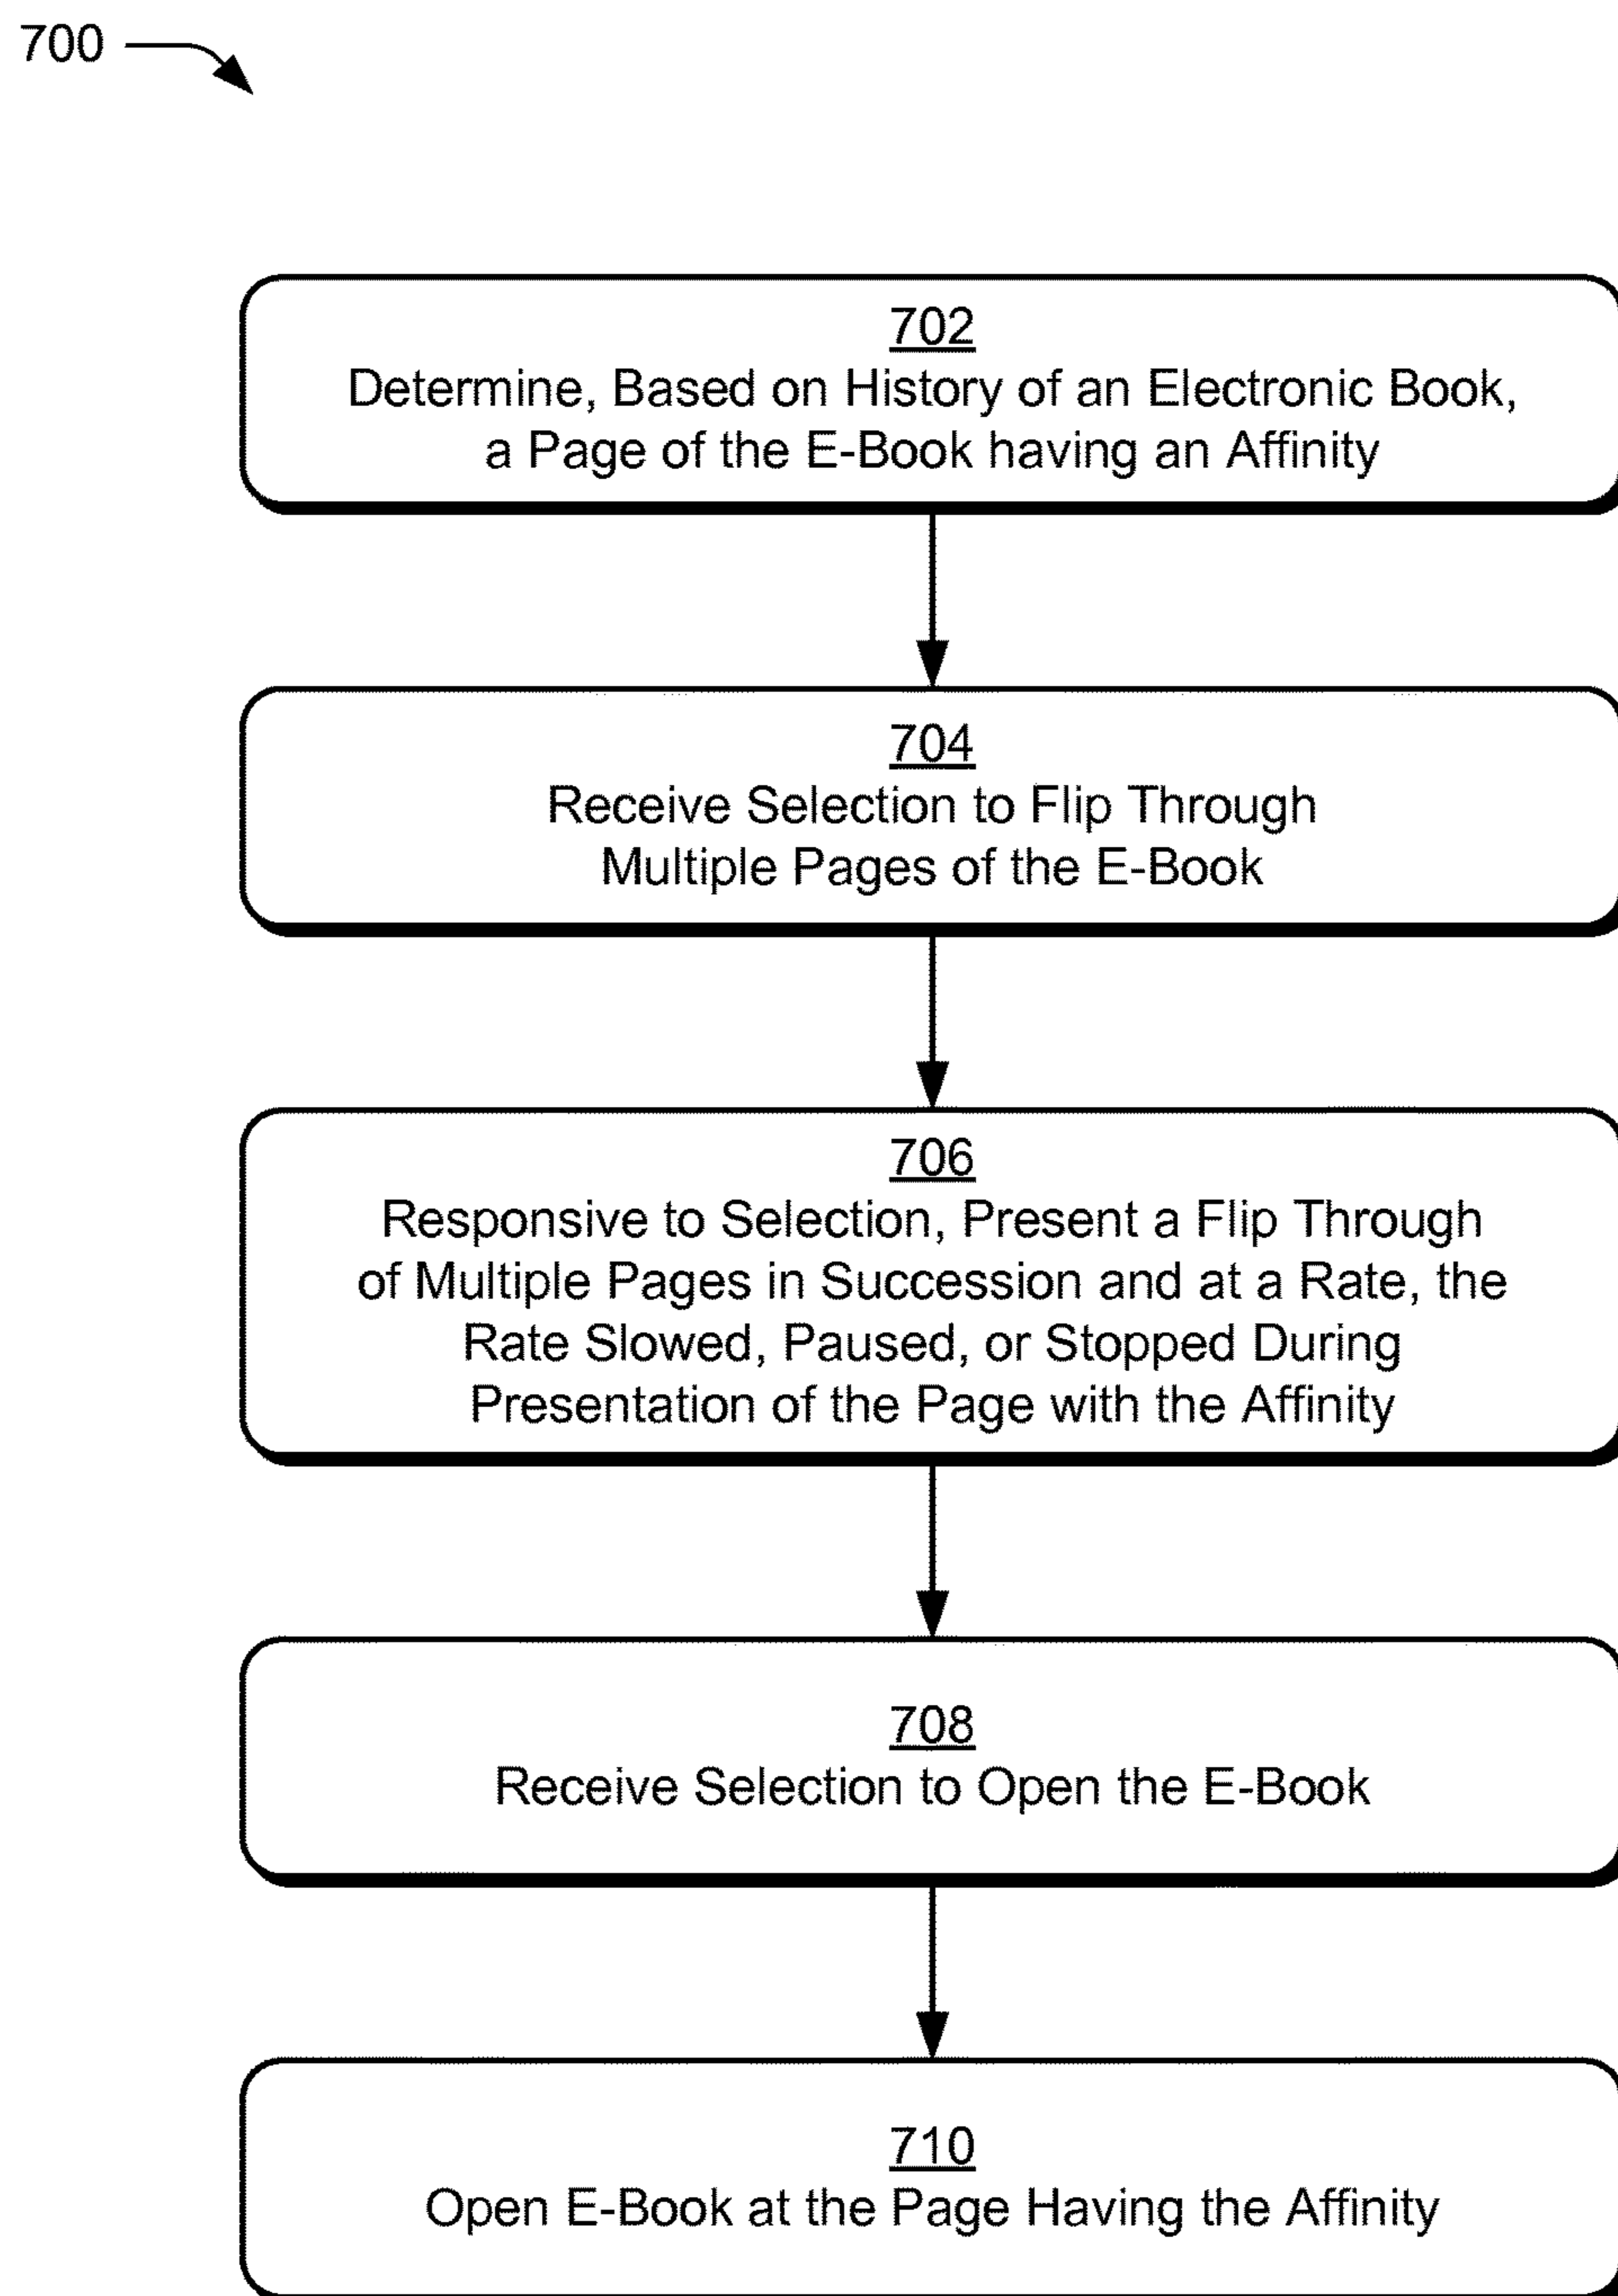 700
702
Determine, Based on History of an Electronic Book,
a Page of the E-Book having an Affinity
704
Receive Selection to Flip Through
Multiple Pages of the E-Book
706
Responsive to Selection, Present a Flip Through
of Multiple Pages in Succession and at a Rate, the
Rate Slowed, Paused, or Stopped During
Presentation of the Page with the Affinity
708
Receive Selection to Open the E-Book
710
Open E-Book at the Page Having the Affinity